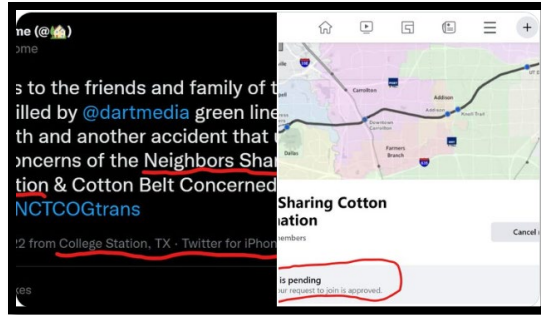 me (@
ome
s to the friends and family of t
illed by @dartmedia green line
th and another accident that u
oncerns of the Neighbors Shar
tion & Cotton Belt Concerned
NCTCOGtrans
22 from College Station, TX · Twitter for iPhon
kes
Carrollton
Addison
Addison
Knoll Trail
Downtown
Carrollton
Farmers
Branch
Dallas
Sharing Cotton
ation
embers
Cancel
is pending
ur request to join is approved.